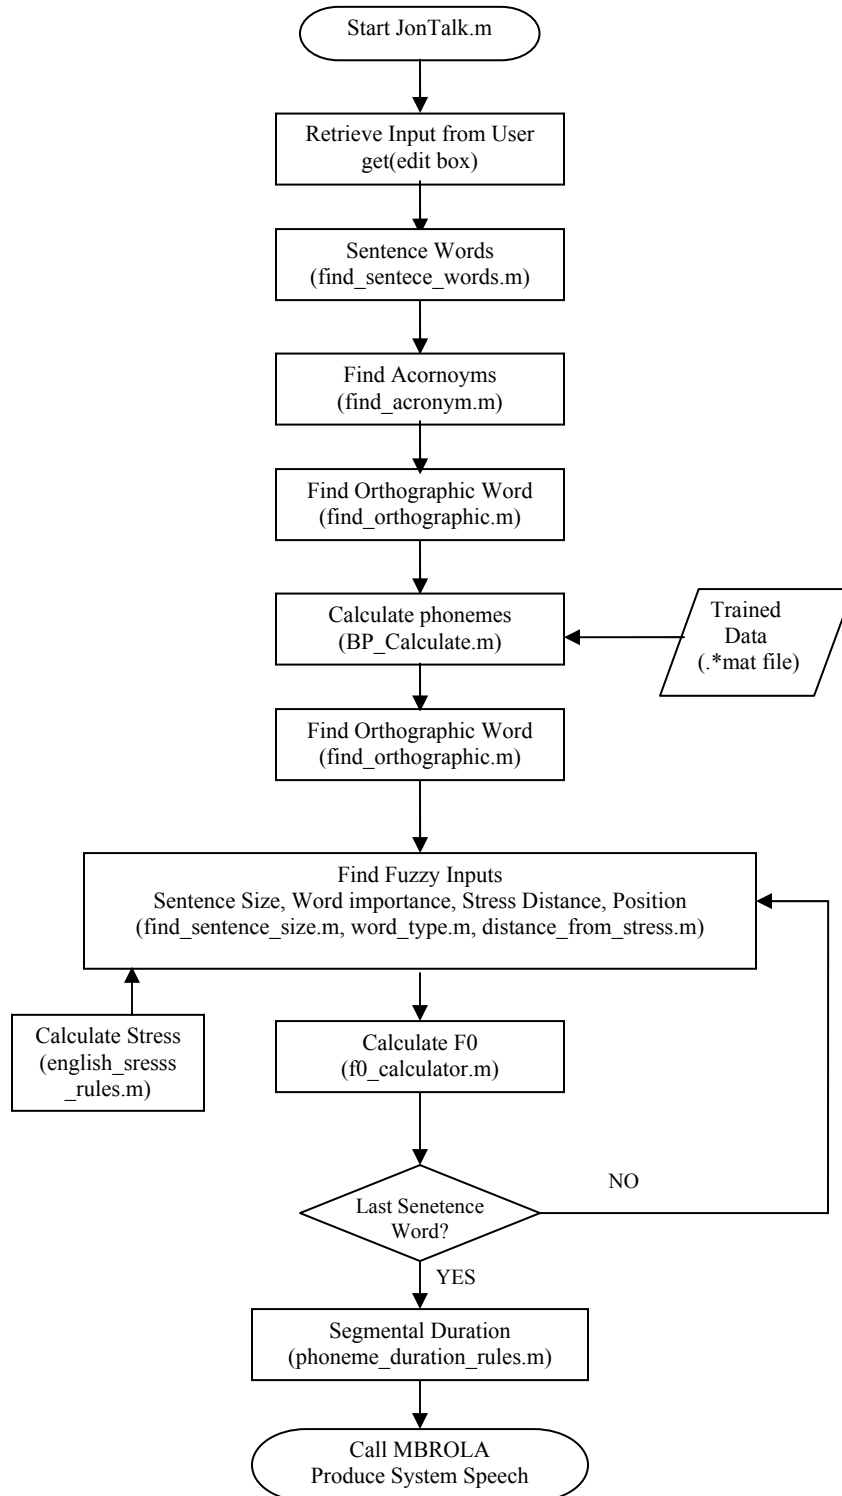 Start JonTalk.m
Retrieve Input from User
get(edit box)
Sentence Words
(find_sentece_words.m)
Find Acornoyms
(find_acronym.m)
Find Orthographic Word
(find_orthographic.m)
Calculate phonemes
(BP_Calculate.m)
Trained
Data
(.*mat file)
Find Orthographic Word
(find_orthographic.m)
Find Fuzzy Inputs
Sentence Size, Word importance, Stress Distance, Position
(find_sentence_size.m, word_type.m, distance_from_stress.m)
Calculate Stress
(english_sresss
_rules.m)
Calculate F0
(f0_calculator.m)
Last Senetence
Word?
NO
YES
Segmental Duration
(phoneme_duration_rules.m)
Call MBROLA
Produce System Speech